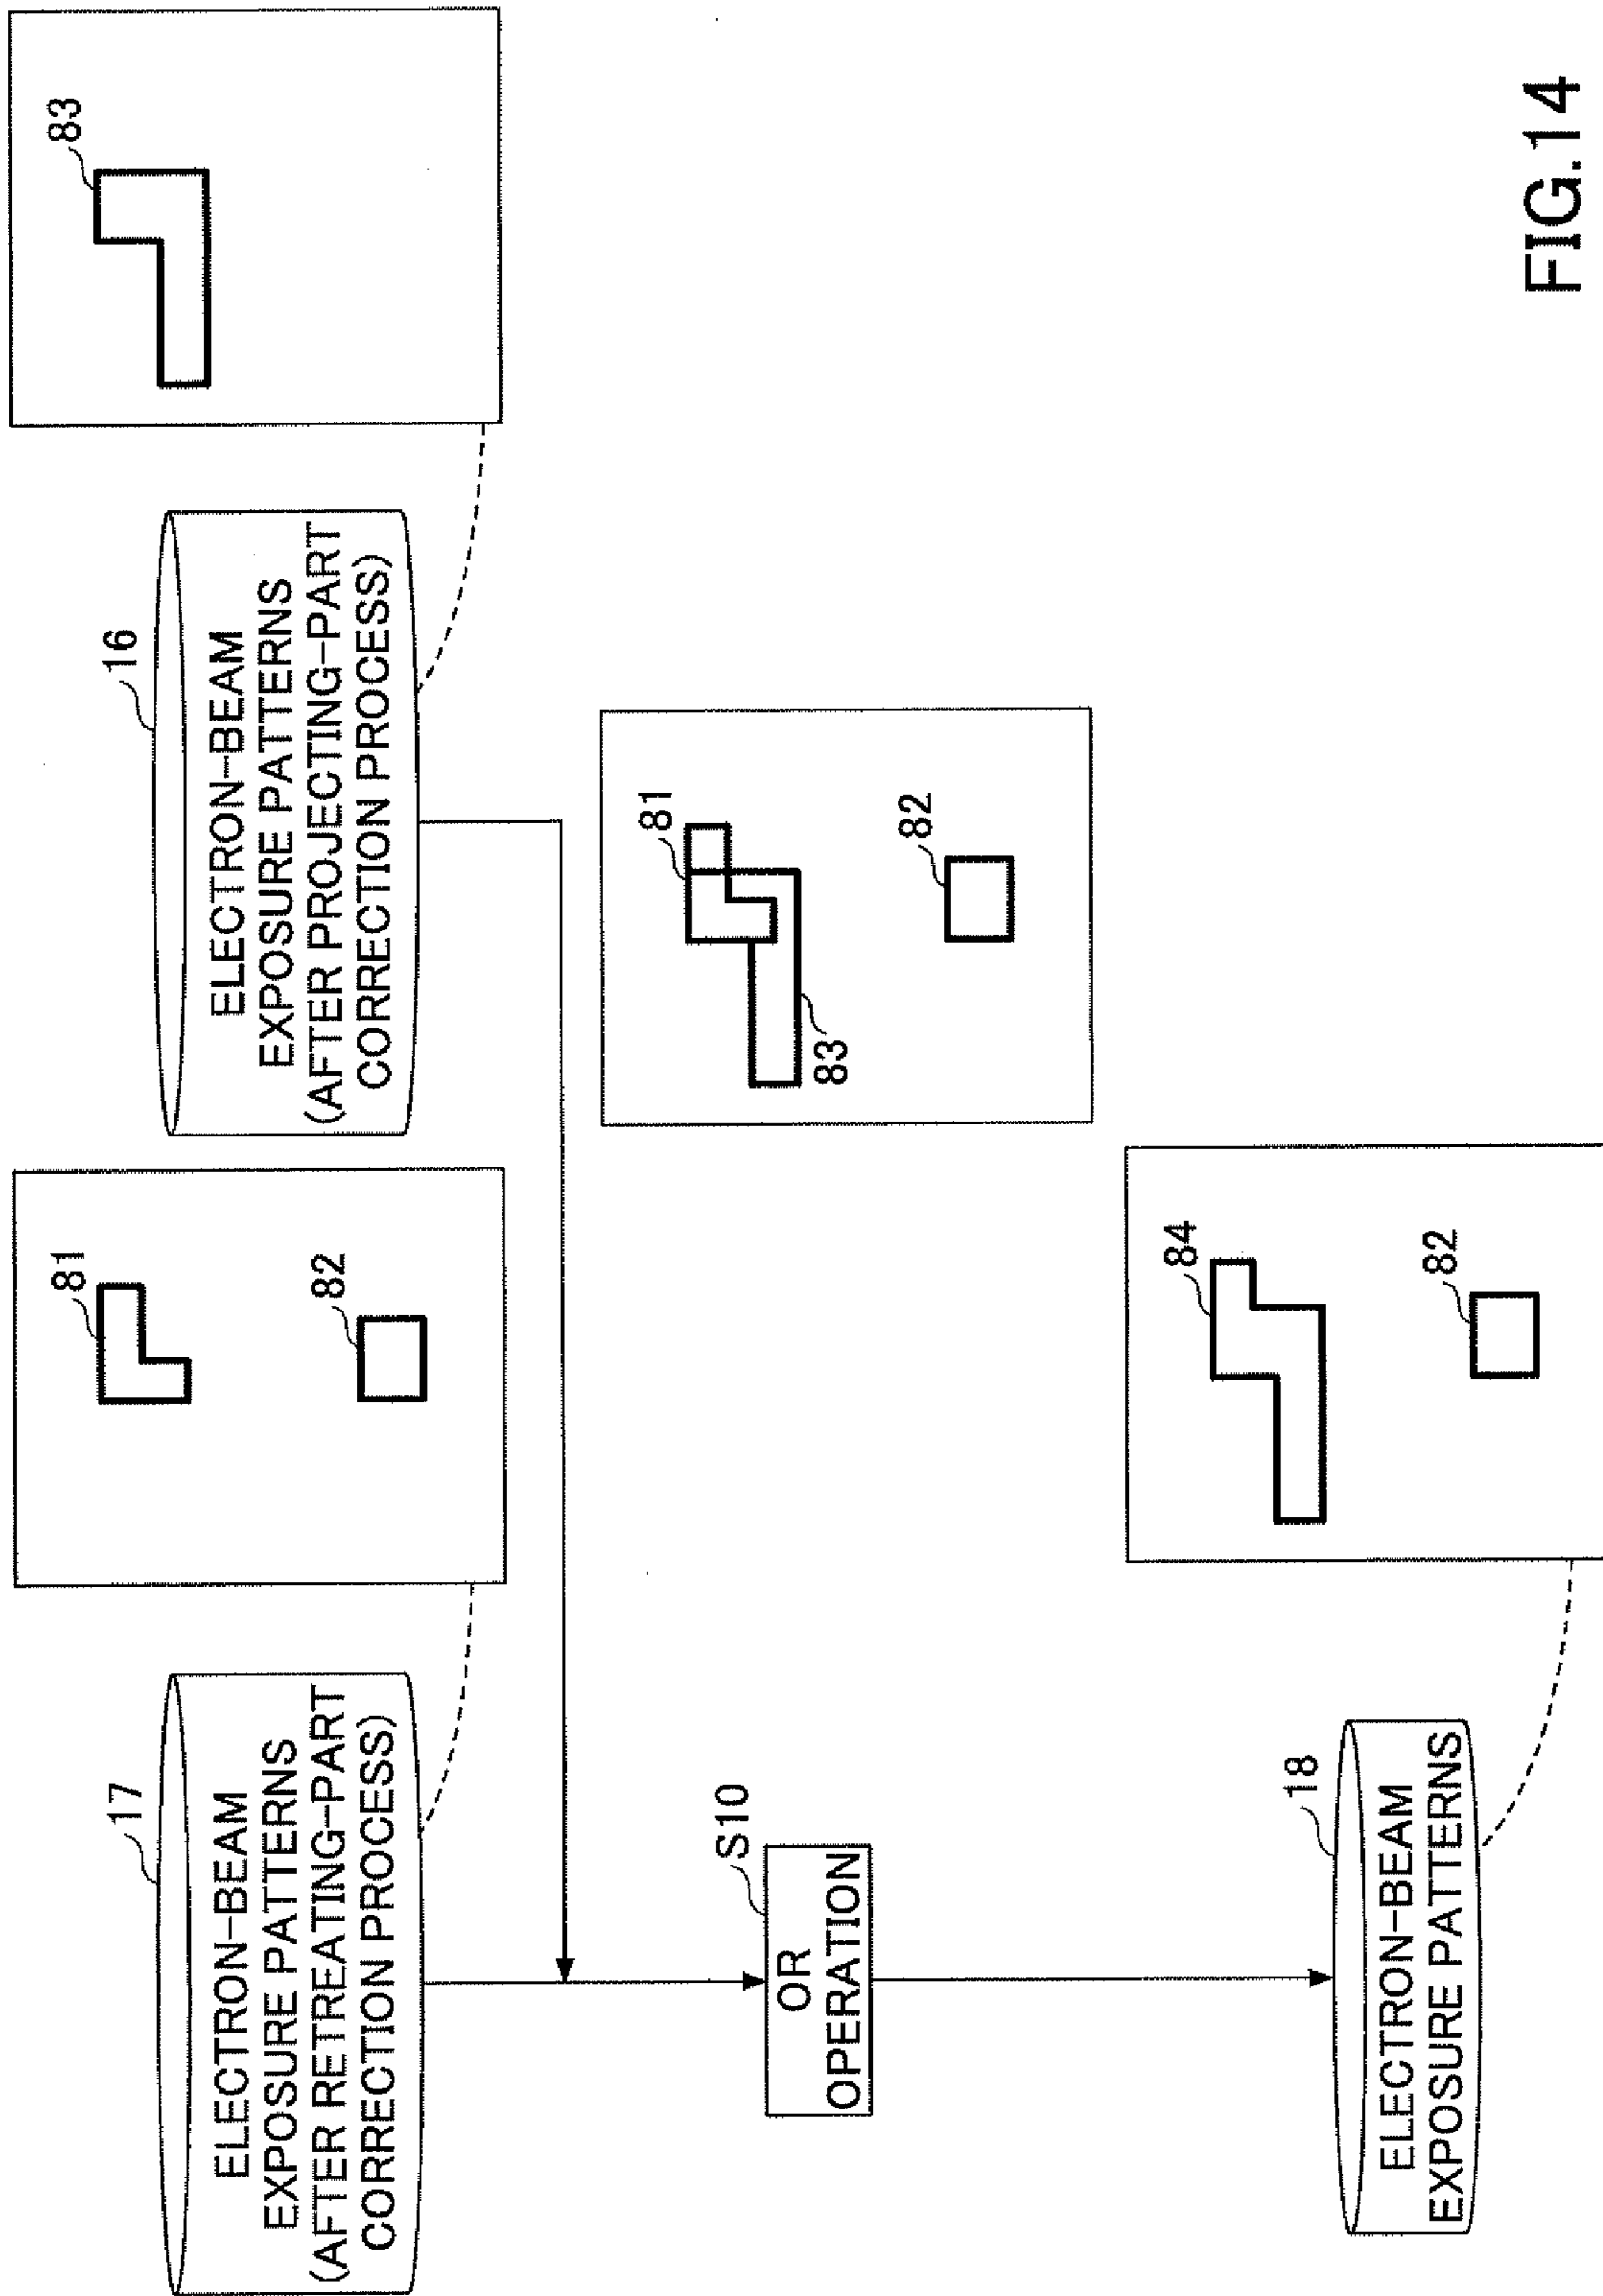 17
ELECTRON-BEAM
EXPOSURE PATTERNS
(AFTER RETREATING-PART
CORRECTION PROCESS)
81
82
16
ELECTRON-BEAM
EXPOSURE PATTERNS
(AFTER PROJECTING-PART
CORRECTION PROCESS)
83
81
82
83
S10
OR
OPERATION
18
ELECTRON-BEAM
EXPOSURE PATTERNS
84
82
FIG.14